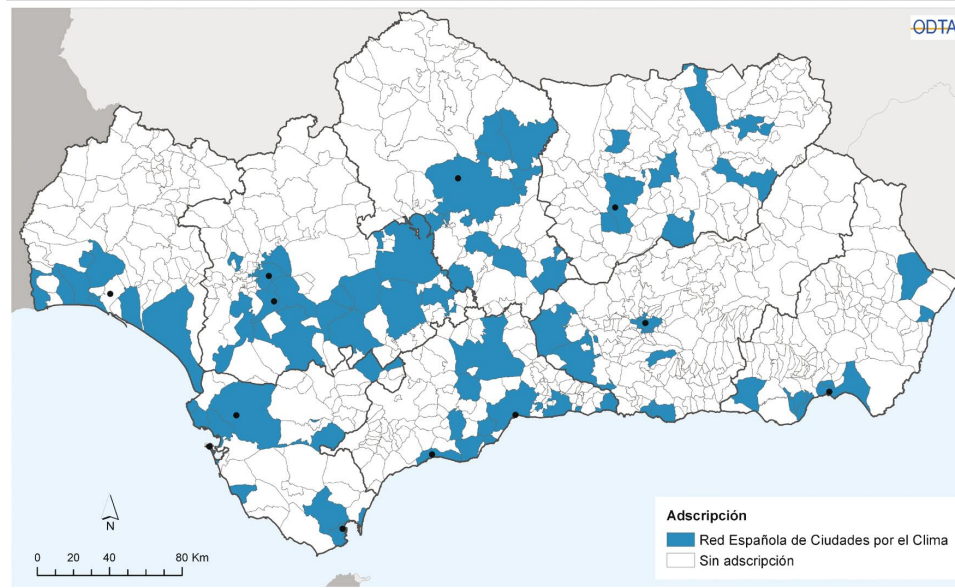 ODTA
N
0 20 40 80 Km
Adscripción
Red Española de Ciudades por el Clima
Sin adscripción